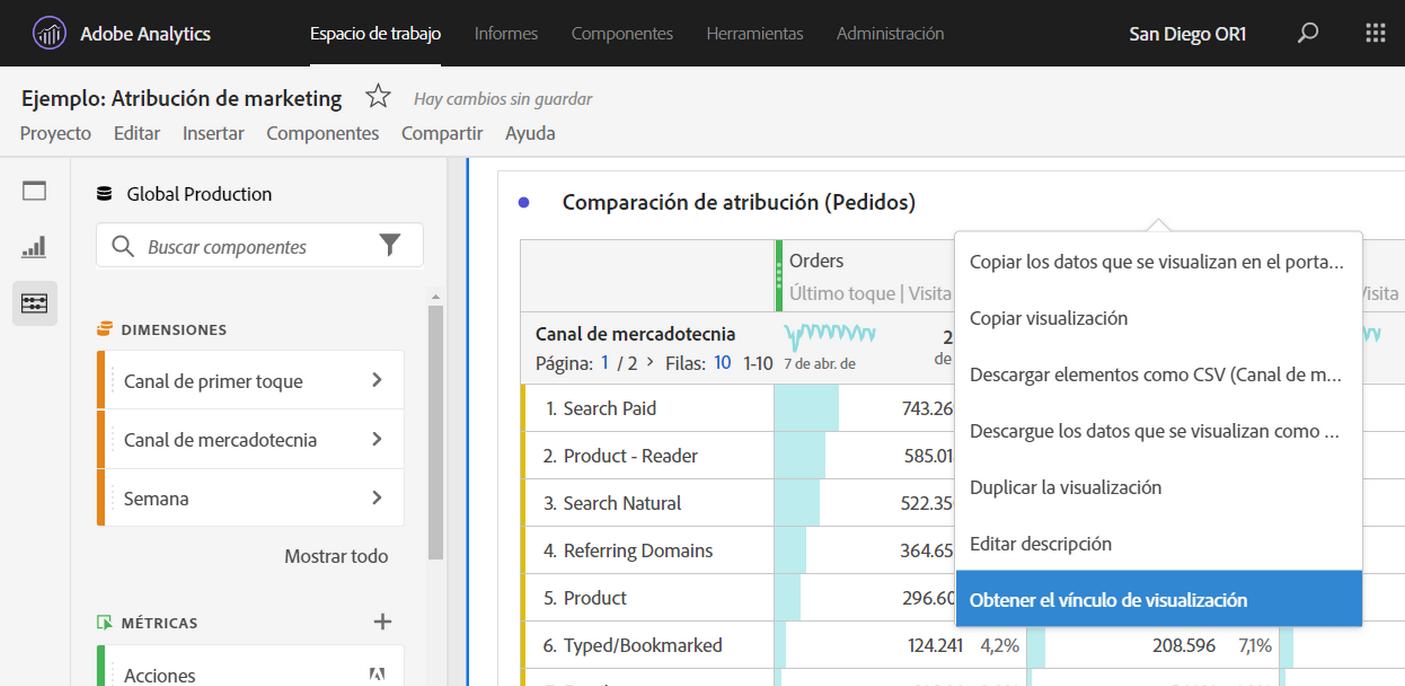 Adobe Analytics Espacio de trabajo Informes Componentes Herramientas Administración San Diego OR1
Ejemplo: Atribución de marketing Hay cambios sin guardar
Proyecto Editar Insertar Componentes Compartir Ayuda
Global Production
Buscar componentes
DIMENSIONES
Canal de primer toque
Canal de mercadotecnia
Semana
Mostrar todo
MÉTRICAS
Acciones
Comparación de atribución (Pedidos)
Orders
Último toque | Visita
Canal de mercadotecnia
Página: 1 / 2 > Filas: 10 1-10 7 de abr. de
2
de
1. Search Paid 743.26
2. Product - Reader 585.01
3. Search Natural 522.35
4. Referring Domains 364.65
5. Product 296.60
6. Typed/Bookmarked 124.241 4,2% 208.596 7,1%
Copiar los datos que se visualizan en el porta...
Copiar visualización
Descargar elementos como CSV (Canal de m...
Descargue los datos que se visualizan como ...
Duplicar la visualización
Editar descripción
Obtener el vínculo de visualización
Visita